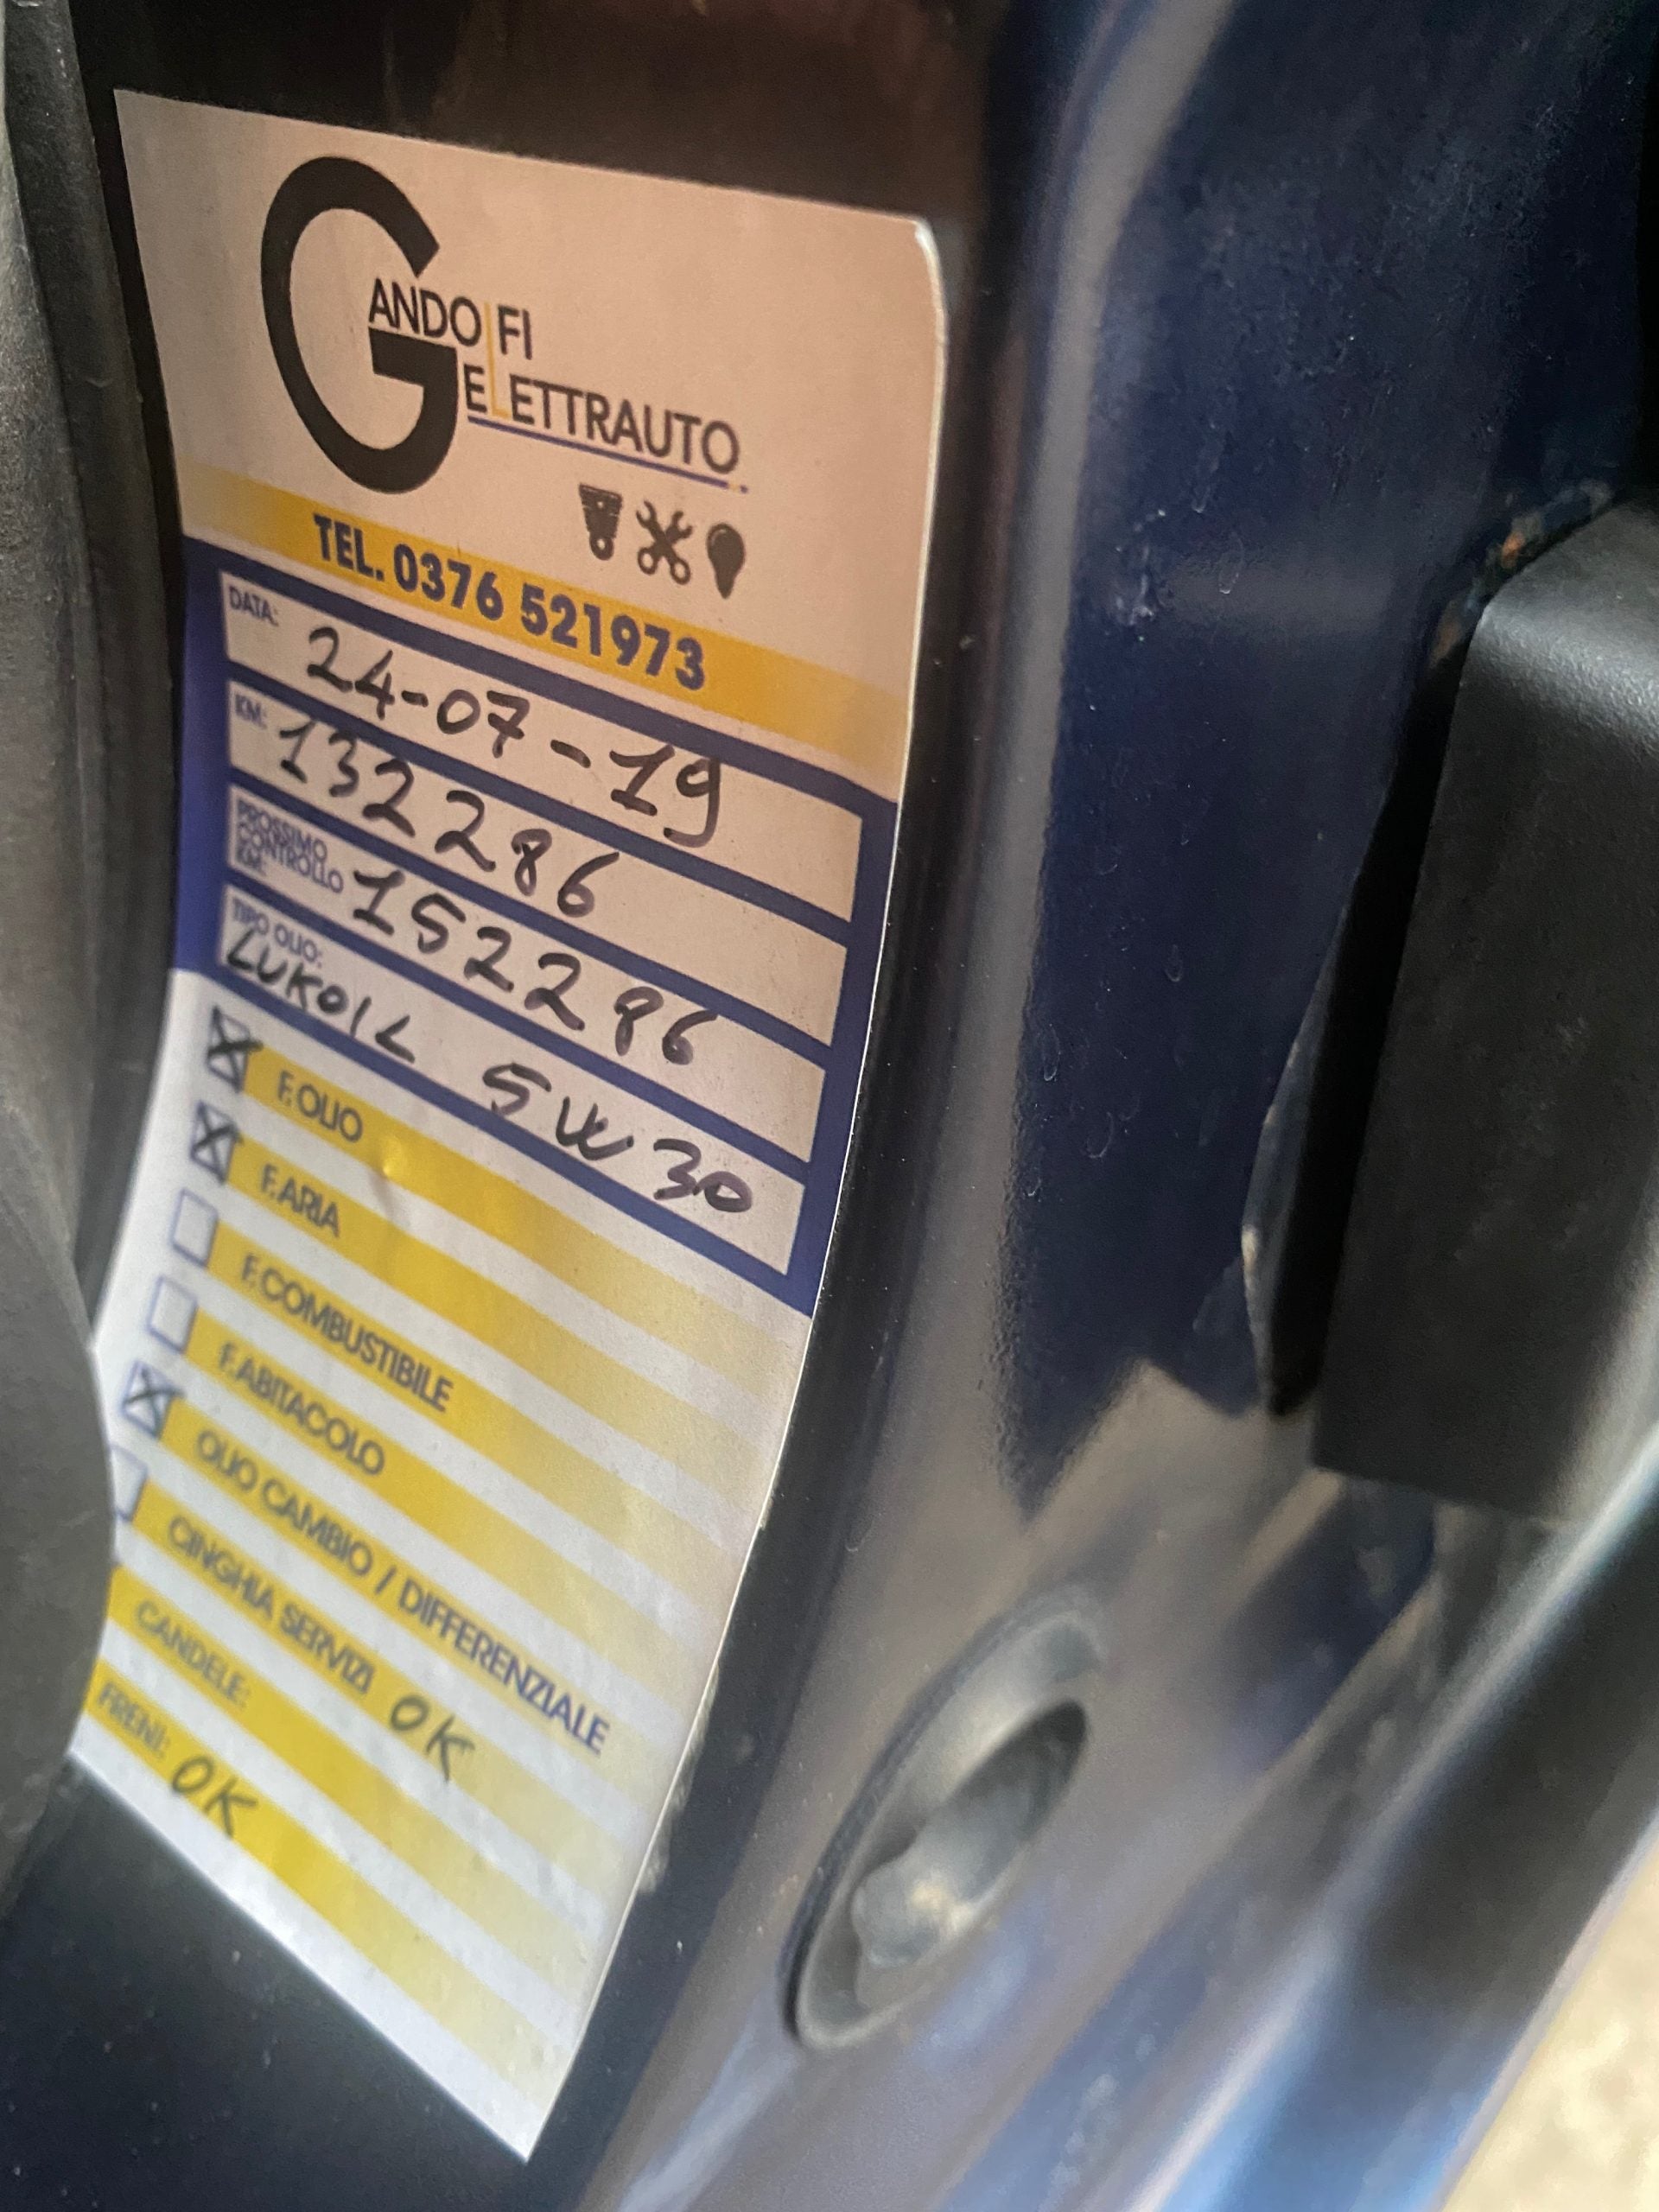 GANDOLFI
ELETTRAUTO
TEL. 0376 521973
DATA: 24-07-19
KM: 132286
PROSSIMO
CONTROLLO
KM: 152286
TIPO OLIO:
LUKOIL 5W30
F. OLIO
F. ARIA
F. COMBUSTIBILE
F. ABITACOLO
OLIO CAMBIO / DIFFERENZIALE
CINGHIA SERVIZI OK
CANDELE:
FRENI: OK